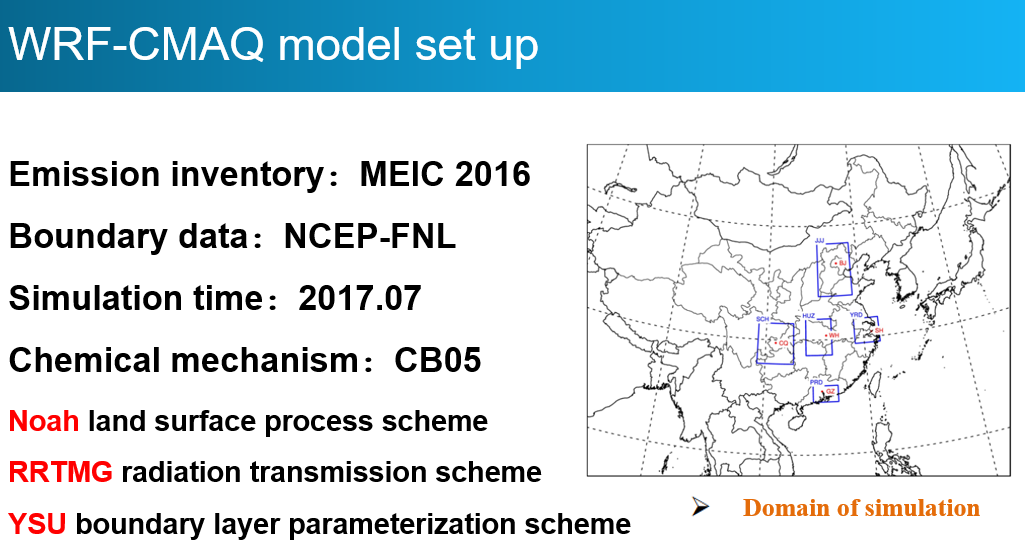 WRF-CMAQ model set up
Emission inventory：MEIC 2016
Boundary data：NCEP-FNL
Simulation time：2017.07
Chemical mechanism：CB05
Noah land surface process scheme
RRTMG radiation transmission scheme
YSU boundary layer parameterization scheme
JJJ
BJ
SCH
CQ
HUZ
WH
YRD
SH
PRD
GZ
➢ Domain of simulation